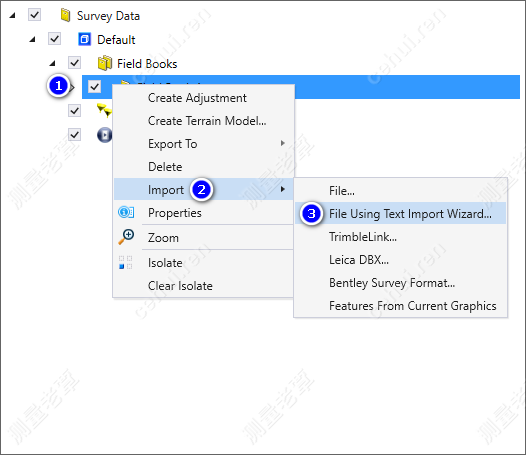 Survey Data
Default
Field Books
1
Create Adjustment
Create Terrain Model...
Export To
Delete
Import 2
Properties
Zoom
Isolate
Clear Isolate
File...
3 File Using Text Import Wizard...
TrimbleLink...
Leica DBX...
Bentley Survey Format...
Features From Current Graphics
测量老覃
cehui.ren